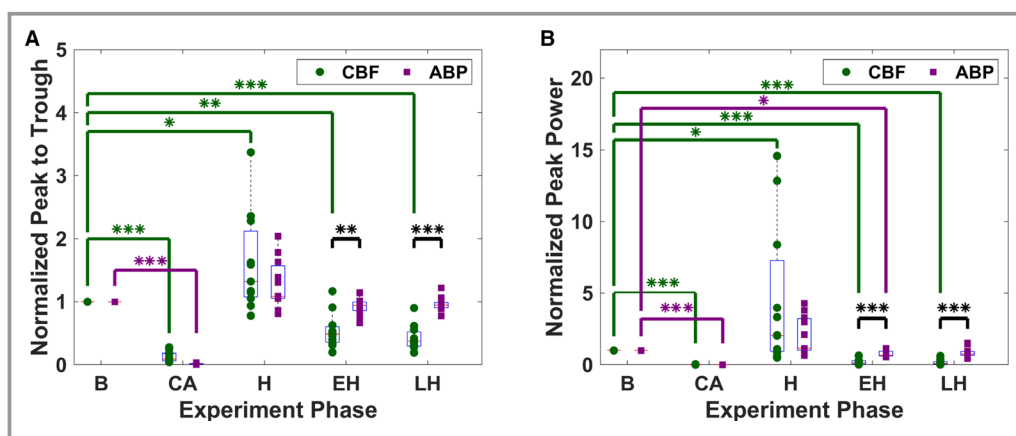 A
Normalized Peak to Trough
5
4
3
2
1
0
CBF ABP
***
**
*
***
***
**
***
B CA H EH LH
Experiment Phase
B
Normalized Peak Power
20
15
10
5
0
CBF ABP
***
*
***
*
***
***
***
***
B CA H EH LH
Experiment Phase